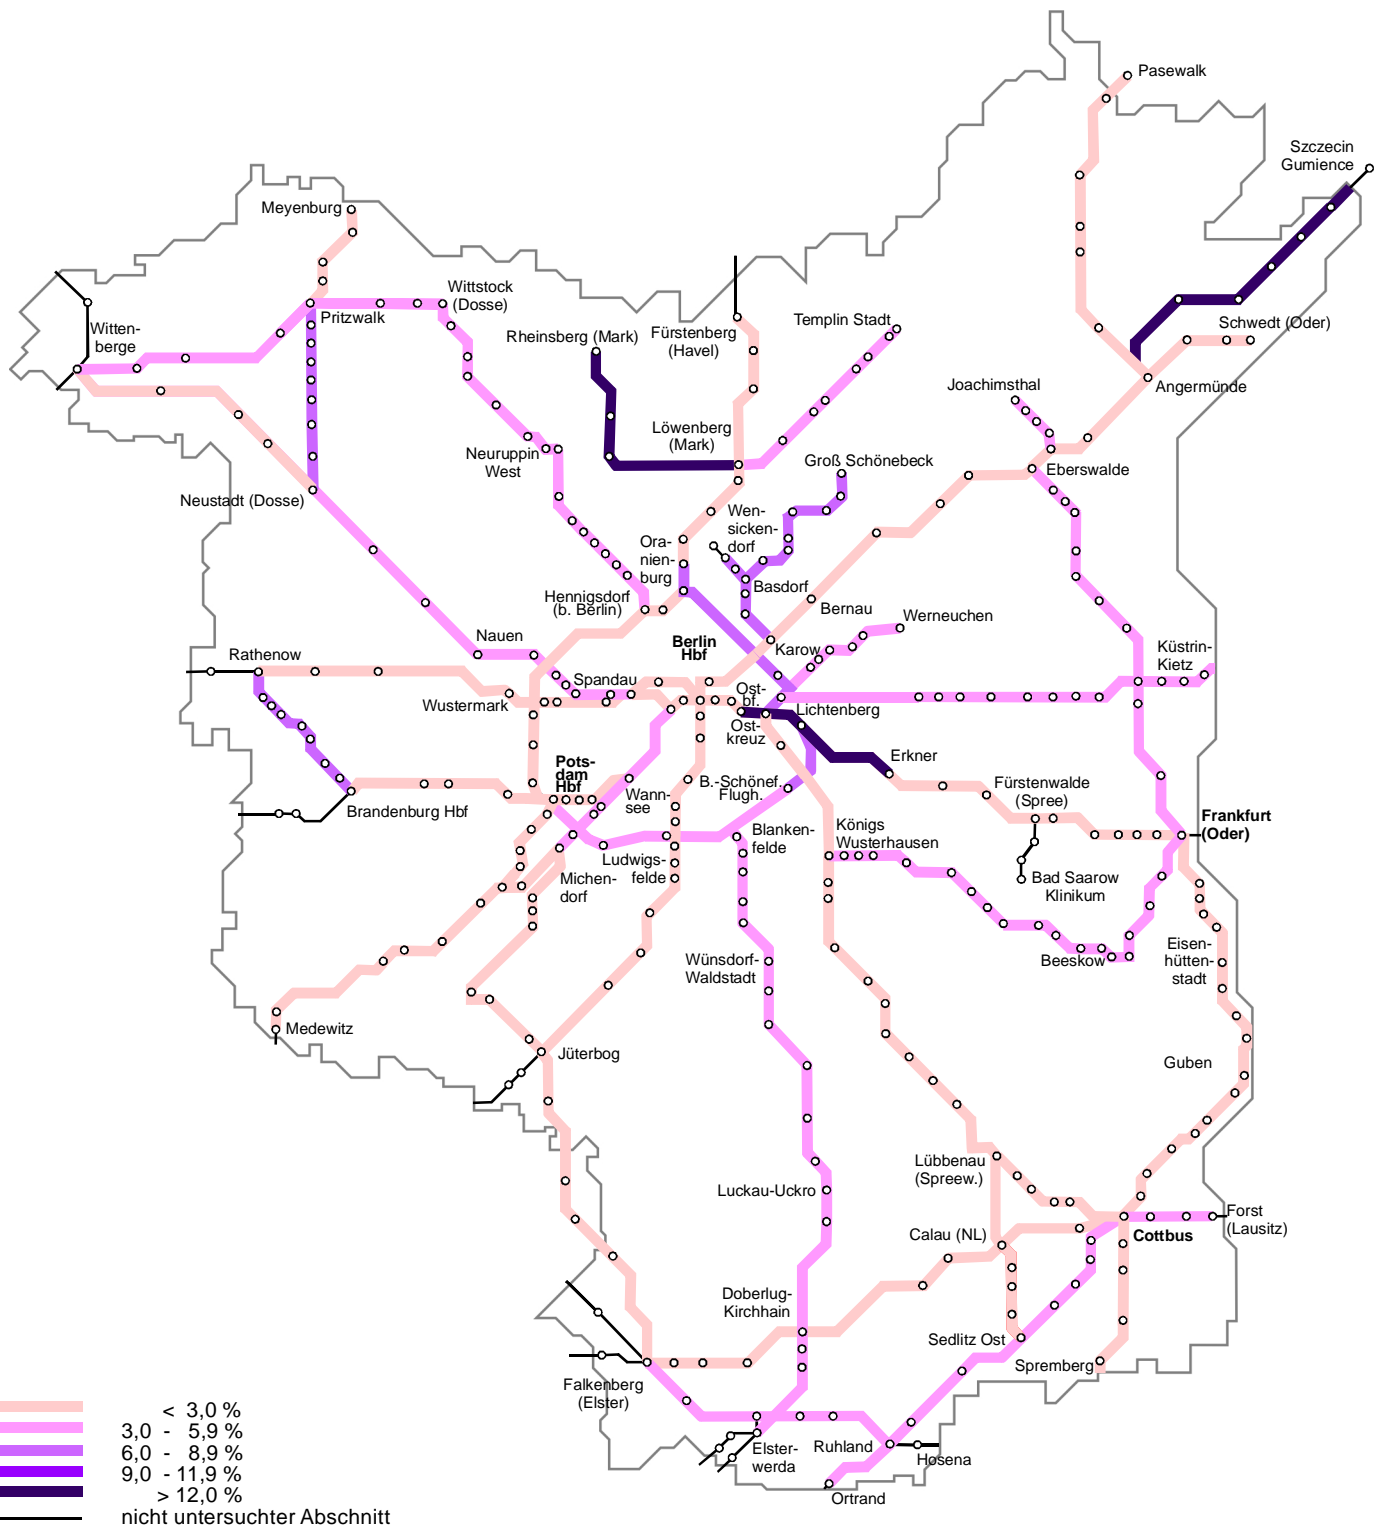 Pasewalk
Szczecin
Gumience
Meyenburg
Wittstock
(Dosse)
Pritzwalk
Witten-
berge
Rheinsberg (Mark)
Fürstenberg
(Havel)
Templin Stadt
Schwedt (Oder)
Joachimsthal
Angermünde
Löwenberg
(Mark)
Neuruppin
West
Groß Schönebeck
Eberswalde
Neustadt (Dosse)
Wen-
sicken-
dorf
Ora-
nien-
burg
Basdorf
Hennigsdorf
(b. Berlin)
Bernau
Werneuchen
Nauen
Berlin
Hbf
Karow
Küstrin-
Kietz
Rathenow
Spandau
Wustermark
Ost-
bf.
Lichtenberg
Ost-
kreuz
Erkner
Pots-
dam
Hbf
Wann-
see
B.-Schönef.
Flugh.
Fürstenwalde
(Spree)
Brandenburg Hbf
Frankfurt
(Oder)
Blanken-
felde
Königs
Wusterhausen
Ludwigs-
felde
Michen-
dorf
Bad Saarow
Klinikum
Wünsdorf-
Waldstadt
Beeskow
Eisen-
hütten-
stadt
Medewitz
Jüterbog
Guben
Lübbenau
(Spreew.)
Luckau-Uckro
Forst
(Lausitz)
Calau (NL)
Cottbus
Doberlug-
Kirchhain
Sedlitz Ost
Spremberg
Falkenberg
(Elster)
Elster-
werda
Ruhland
Hosena
Ortrand
< 3,0 %
3,0 - 5,9 %
6,0 - 8,9 %
9,0 - 11,9 %
> 12,0 %
nicht untersuchter Abschnitt